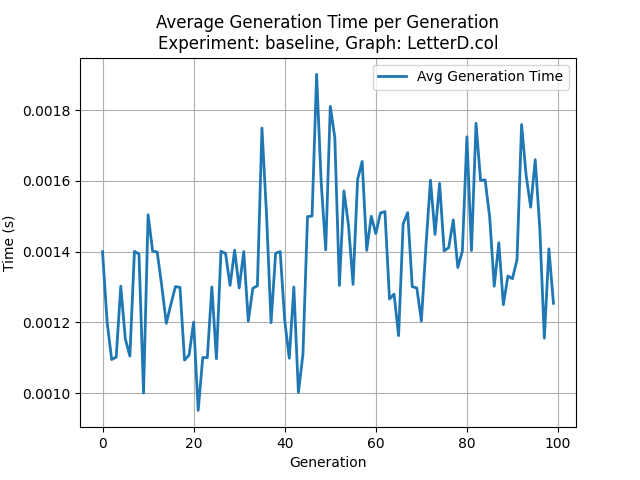 Average Generation Time per Generation
Experiment: baseline, Graph: LetterD.col
Avg Generation Time
0.0018
0.0016
0.0014
0.0012
0.0010
Time (s)
0 20 40 60 80 100
Generation